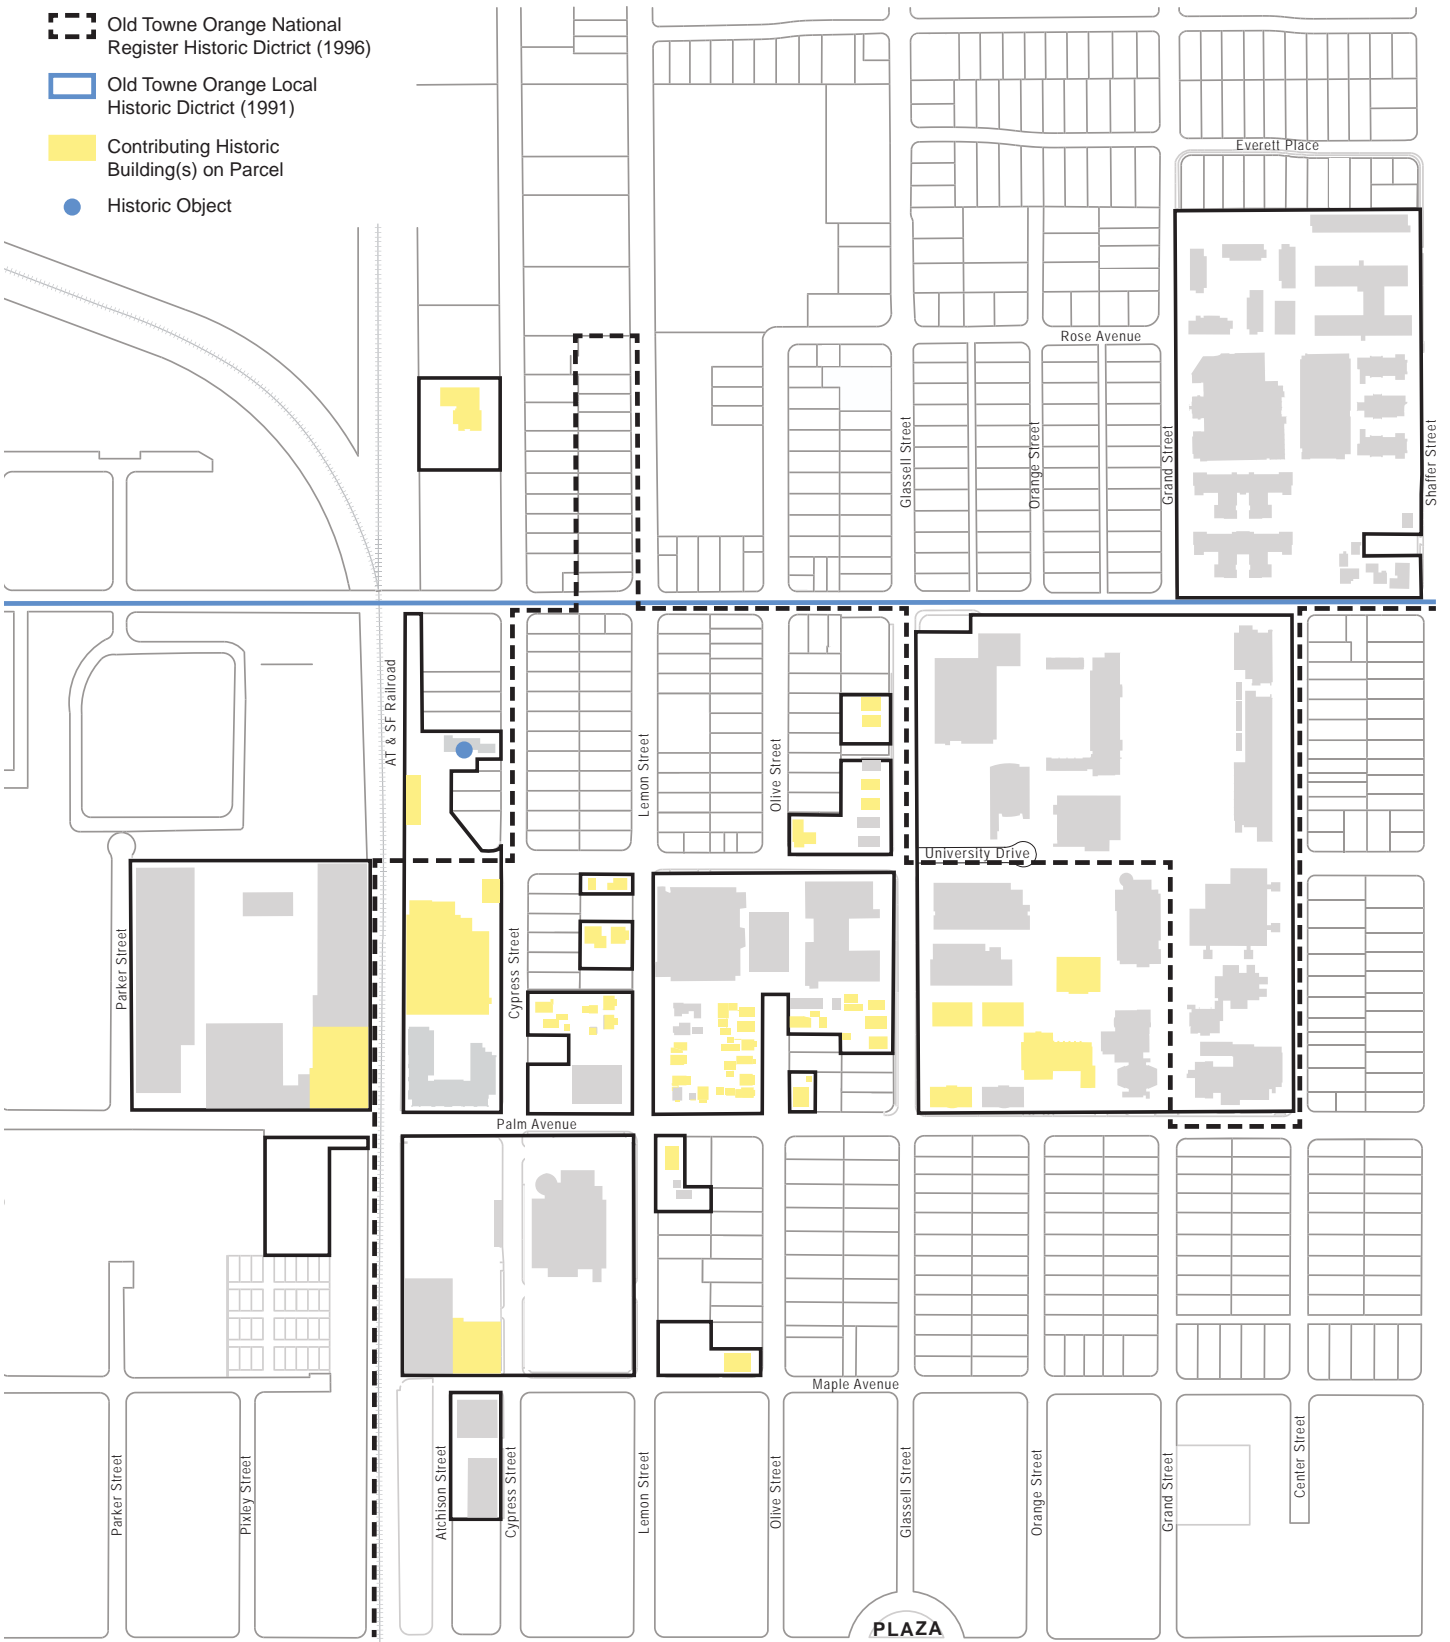 Old Towne Orange National
Register Historic Dictrict (1996)
Old Towne Orange Local
Historic Dictrict (1991)
Contributing Historic
Building(s) on Parcel
Historic Object
Everett Place
Rose Avenue
Glassell Street
Orange Street
Grand Street
Shaffer Street
AT & SF Railroad
Lemon Street
Olive Street
University Drive
Parker Street
Cypress Street
Palm Avenue
Maple Avenue
Parker Street
Pixley Street
Atchison Street
Cypress Street
Lemon Street
Olive Street
Glassell Street
Orange Street
Grand Street
Center Street
PLAZA